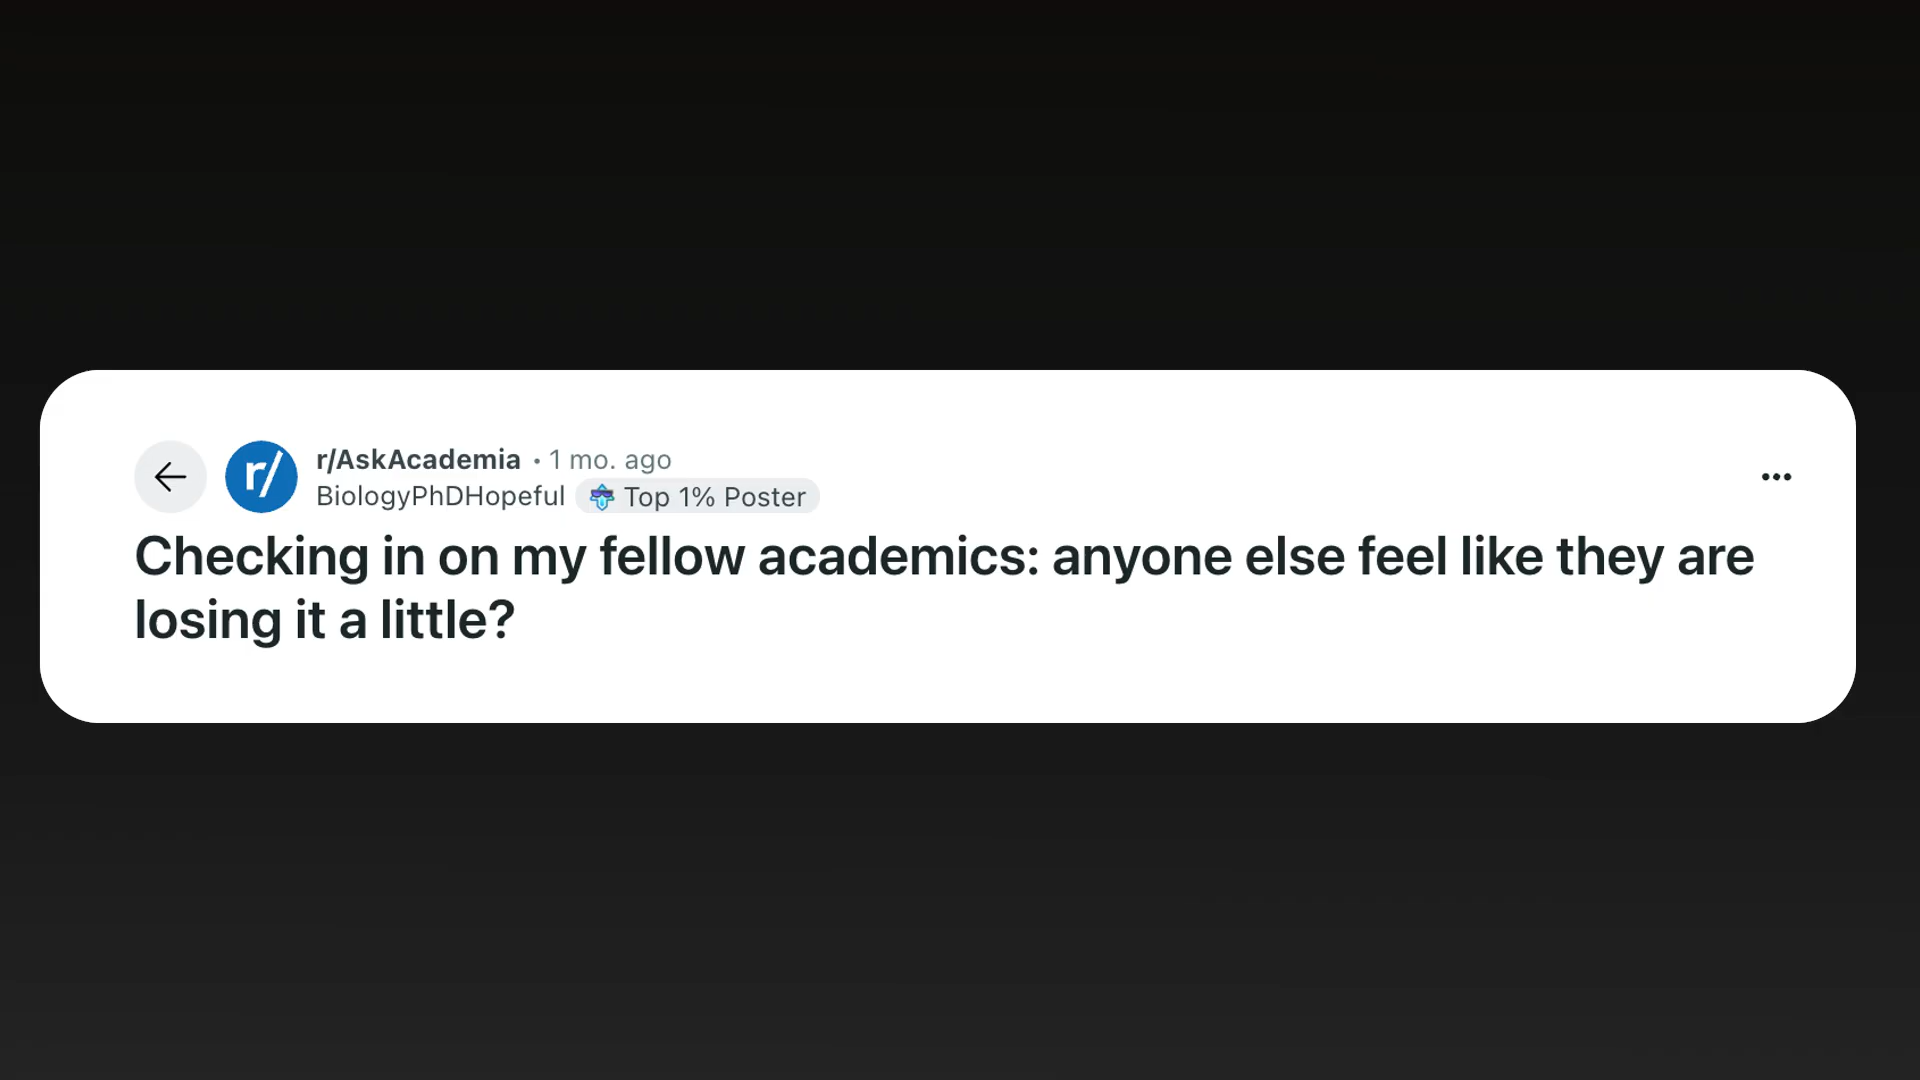 r/
r/AskAcademia • 1 mo. ago
BiologyPhDHopeful Top 1% Poster
Checking in on my fellow academics: anyone else feel like they are
losing it a little?